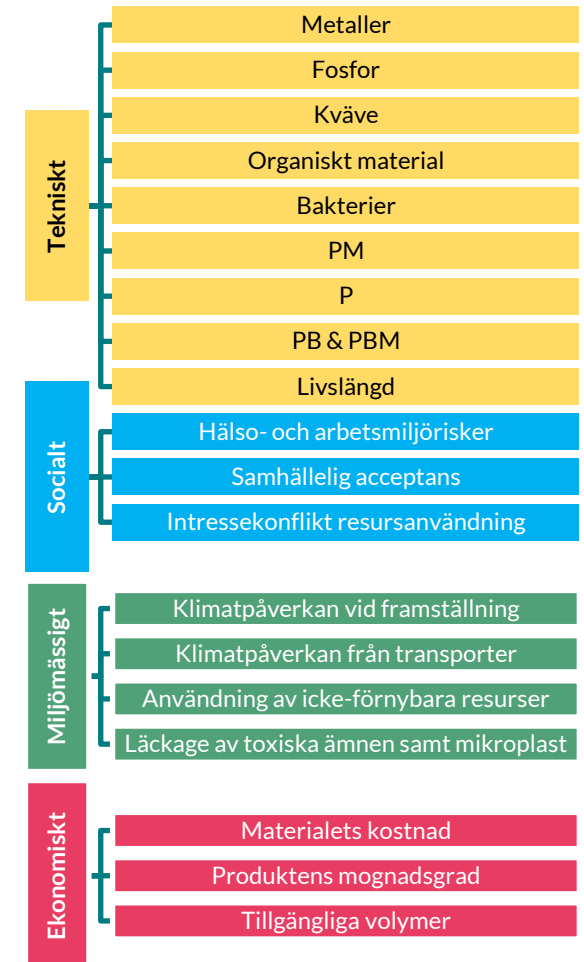 Tekniskt
Metaller
Fosfor
Kväve
Organiskt material
Bakterier
PM
P
PB & PBM
Livslängd
Socialt
Hälso- och arbetsmiljörisker
Samhällelig acceptans
Intressekonflikt resursanvändning
Miljömässigt
Klimatpåverkan vid framställning
Klimatpåverkan från transporter
Användning av icke-förnybara resurser
Läckage av toxiska ämnen samt mikroplast
Ekonomiskt
Materialets kostnad
Produktens mognadsgrad
Tillgängliga volymer